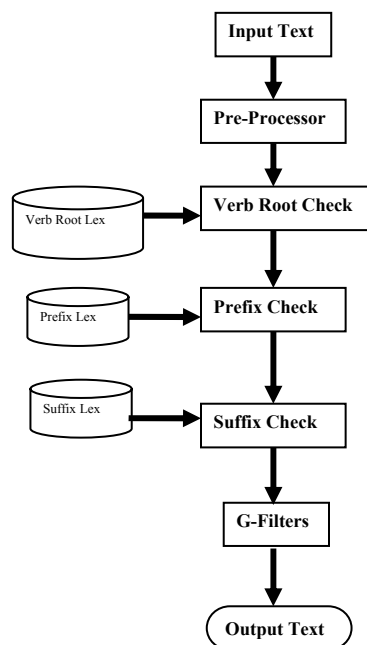 Input Text
Pre-Processor
Verb Root Lex
Verb Root Check
Prefix Lex
Prefix Check
Suffix Lex
Suffix Check
G-Filters
Output Text